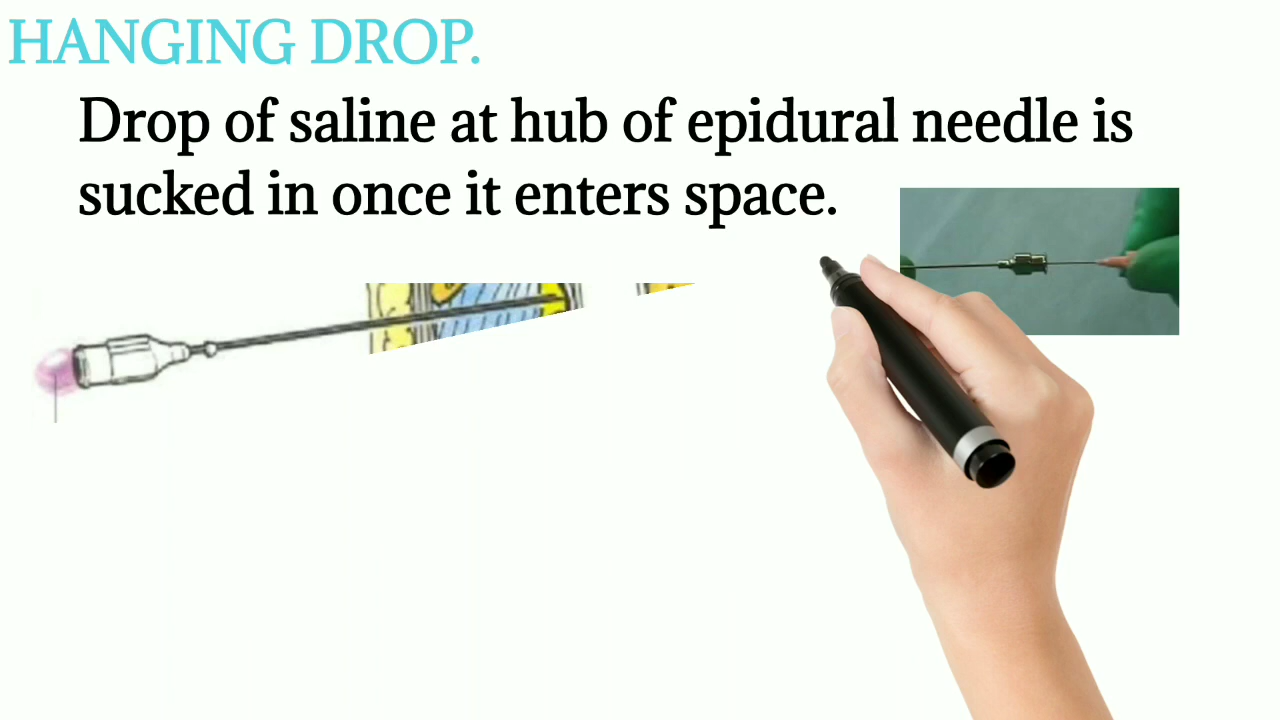 HANGING DROP.
Drop of saline at hub of epidural needle is
sucked in once it enters space.